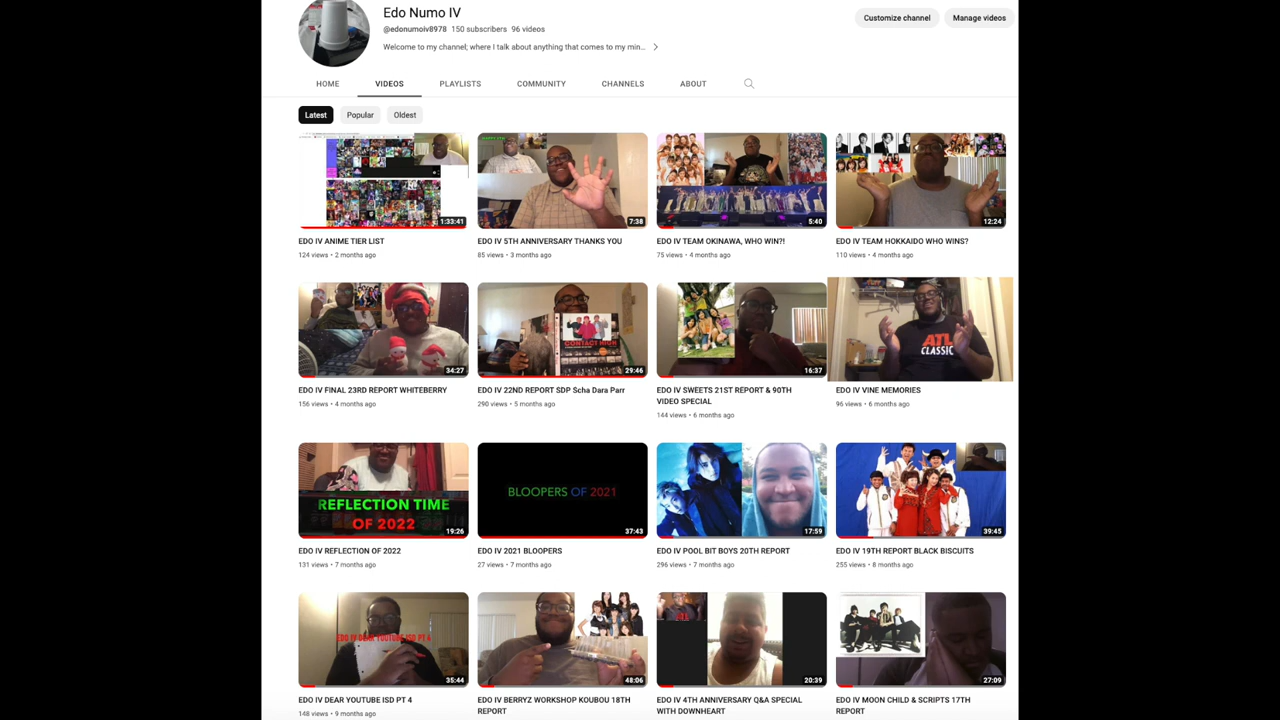 Edo Numo IV
@edonumoiv8978 150 subscribers 96 videos
Customize channel
Manage videos
Welcome to my channel; where I talk about anything that comes to my min...
HOME VIDEOS PLAYLISTS COMMUNITY CHANNELS ABOUT
Latest Popular Oldest
1:33:41
7:38
5:40
12:24
EDO IV ANIME TIER LIST
124 views • 2 months ago
EDO IV 5TH ANNIVERSARY THANKS YOU
85 views • 3 months ago
EDO IV TEAM OKINAWA, WHO WIN?!
75 views • 4 months ago
EDO IV TEAM HOKKAIDO WHO WINS?
110 views • 4 months ago
34:27
CONTACT HIGH
29:46
16:37
ATL
CLASSIC
EDO IV FINAL 23RD REPORT WHITEBERRY
156 views • 4 months ago
EDO IV 22ND REPORT SDP Scha Dara Parr
290 views • 5 months ago
EDO IV SWEETS 21ST REPORT & 90TH
VIDEO SPECIAL
144 views • 6 months ago
EDO IV VINE MEMORIES
96 views • 6 months ago
REFLECTION TIME
OF 2022
19:26
BLOOPERS OF 2021
37:43
17:59
39:45
EDO IV REFLECTION OF 2022
131 views • 7 months ago
EDO IV 2021 BLOOPERS
27 views • 7 months ago
EDO IV POOL BIT BOYS 20TH REPORT
296 views • 7 months ago
EDO IV 19TH REPORT BLACK BISCUITS
255 views • 8 months ago
EDO IV DEAR YOUTUBE ISD PT 4
35:44
48:06
20:39
27:09
EDO IV DEAR YOUTUBE ISD PT 4
148 views • 9 months ago
EDO IV BERRYZ WORKSHOP KOUBOU 18TH
REPORT
EDO IV 4TH ANNIVERSARY Q&A SPECIAL
WITH DOWNHEART
EDO IV MOON CHILD & SCRIPTS 17TH
REPORT